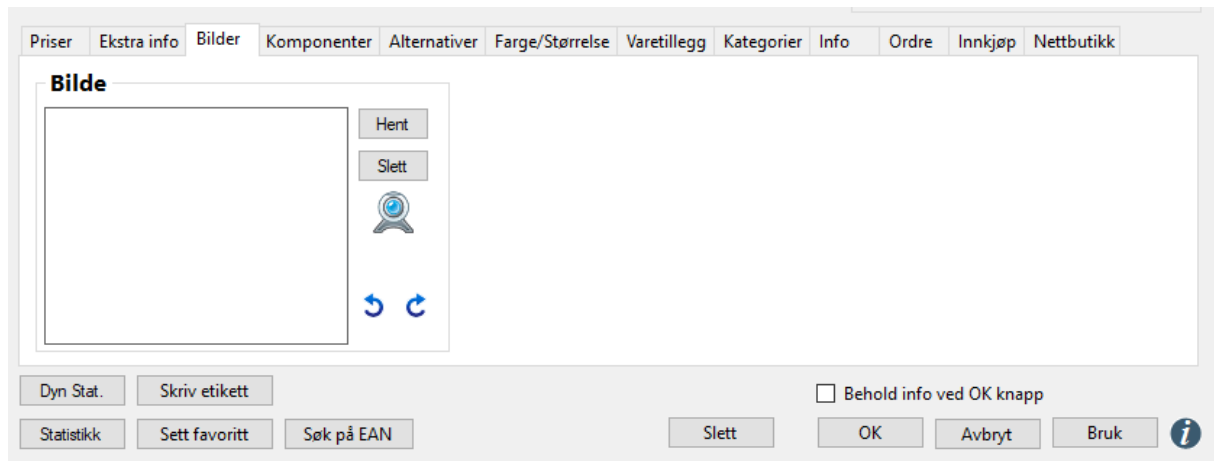 Priser Ekstra info Bilder Komponenter Alternativer Farge/Størrelse Varetillegg Kategorier Info Ordre Innkjøp Nettbutikk
Bilde
Hent
Slett
Dyn Stat. Skriv etikett Behold info ved OK knapp
Statistikk Sett favoritt Søk på EAN Slett OK Avbryt Bruk i